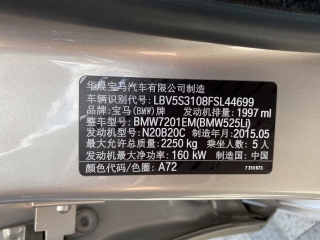 华晨宝马汽车有限公司制造
车辆识别代号: LBV5S3108FSL44699
品牌: 宝马(BMW)牌 发动机排量: 1997 ml
整车型号: BMW7201EM(BMW525Li)
发动机型号: N20B20C 制造年月: 2015.05
最大允许总质量: 2250 kg 乘坐人数: 5 人
发动机最大净功率: 160 kW 制造国: 中国
颜色代号/色圈: A72